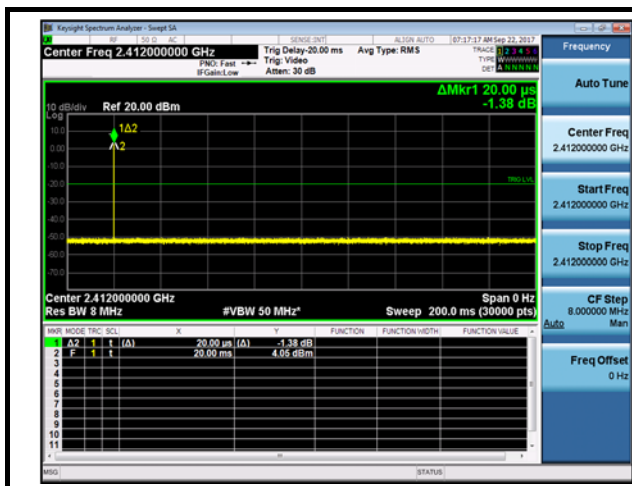 Keysight Spectrum Analyzer - Swept SA
RF 50 Ω AC SENSE:INT ALIGN AUTO 07:17:17 AM Sep 22, 2017
Center Freq 2.412000000 GHz
PNO: Fast
IFGain:Low
Trig Delay-20.00 ms
Trig: Video
Atten: 30 dB
Avg Type: RMS
TRACE 1 2 3 4 5 6
TYPE WWWWWW
DET A N N N N N
ΔMkr1 20.00 µs
-1.38 dB
10 dB/div Ref 20.00 dBm
Log
10.0
0.00
-10.0
-20.0
-30.0
-40.0
-50.0
-60.0
-70.0
1Δ2
2
TRIG LVL
Center 2.412000000 GHz Span 0 Hz
Res BW 8 MHz #VBW 50 MHz* Sweep 200.0 ms (30000 pts)
MKR MODE TRC SCL X Y FUNCTION FUNCTION WIDTH FUNCTION VALUE
1 Δ2 1 t (Δ) 20.00 µs (Δ) -1.38 dB
2 F 1 t 20.00 ms 4.05 dBm
3
4
5
6
7
8
9
10
11
MSG STATUS
Frequency
Auto Tune
Center Freq
2.412000000 GHz
Start Freq
2.412000000 GHz
Stop Freq
2.412000000 GHz
CF Step
8.000000 MHz
Auto Man
Freq Offset
0 Hz